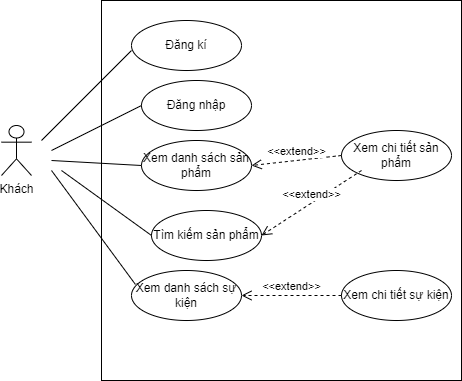 Đăng kí
Đăng nhập
Xem danh sách sản
phẩm
<<extend>>
Xem chi tiết sản
phẩm
Khách
<<extend>>
Tìm kiếm sản phẩm
Xem danh sách sự
kiện
<<extend>>
Xem chi tiết sự kiện